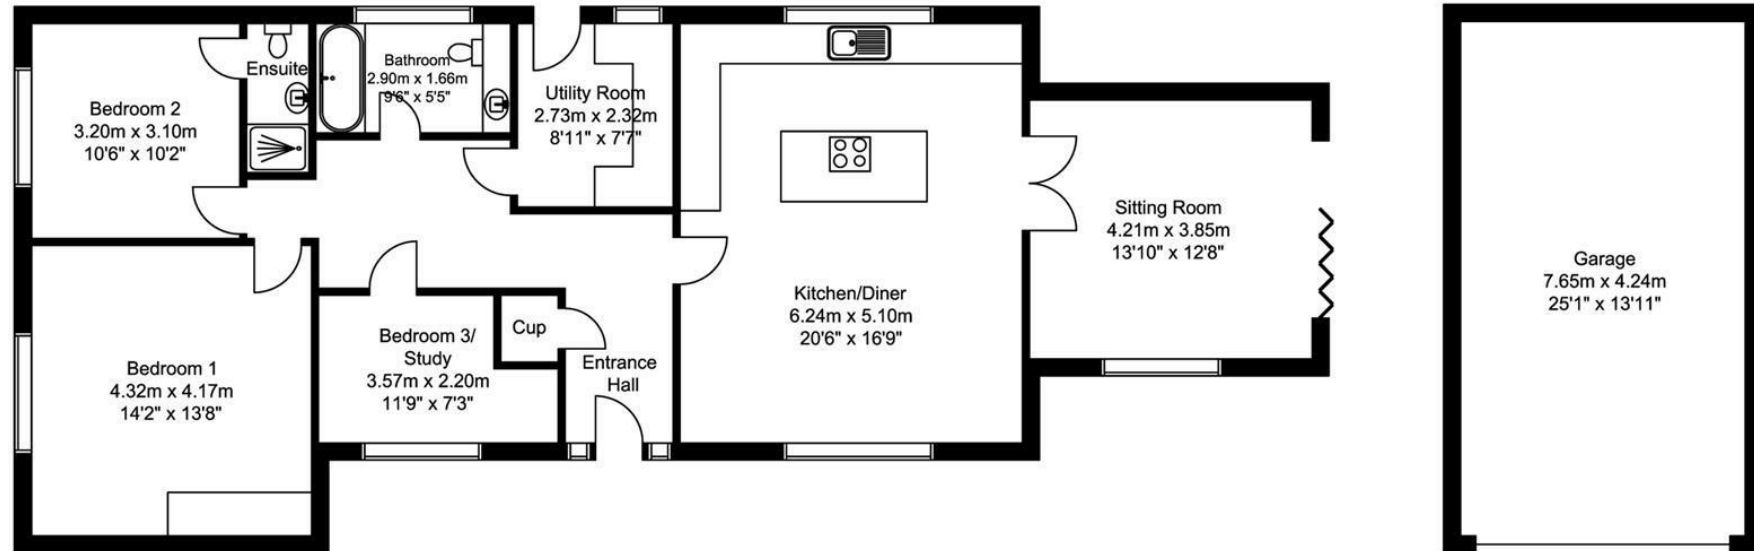 Bedroom 2
3.20m x 3.10m
10'6" x 10'2"
Ensuite
Bathroom
2.90m x 1.66m
9'6" x 5'5"
Utility Room
2.73m x 2.32m
8'11" x 7'7"
Sitting Room
4.21m x 3.85m
13'10" x 12'8"
Garage
7.65m x 4.24m
25'1" x 13'11"
Kitchen/Diner
6.24m x 5.10m
20'6" x 16'9"
Cup
Bedroom 3/
Study
3.57m x 2.20m
11'9" x 7'3"
Entrance
Hall
Bedroom 1
4.32m x 4.17m
14'2" x 13'8"